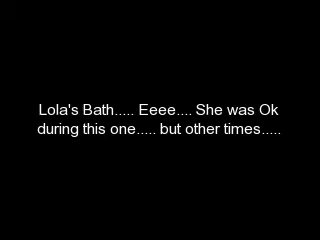 Lola's Bath..... Eeee.... She was Ok
during this one..... but other times.....